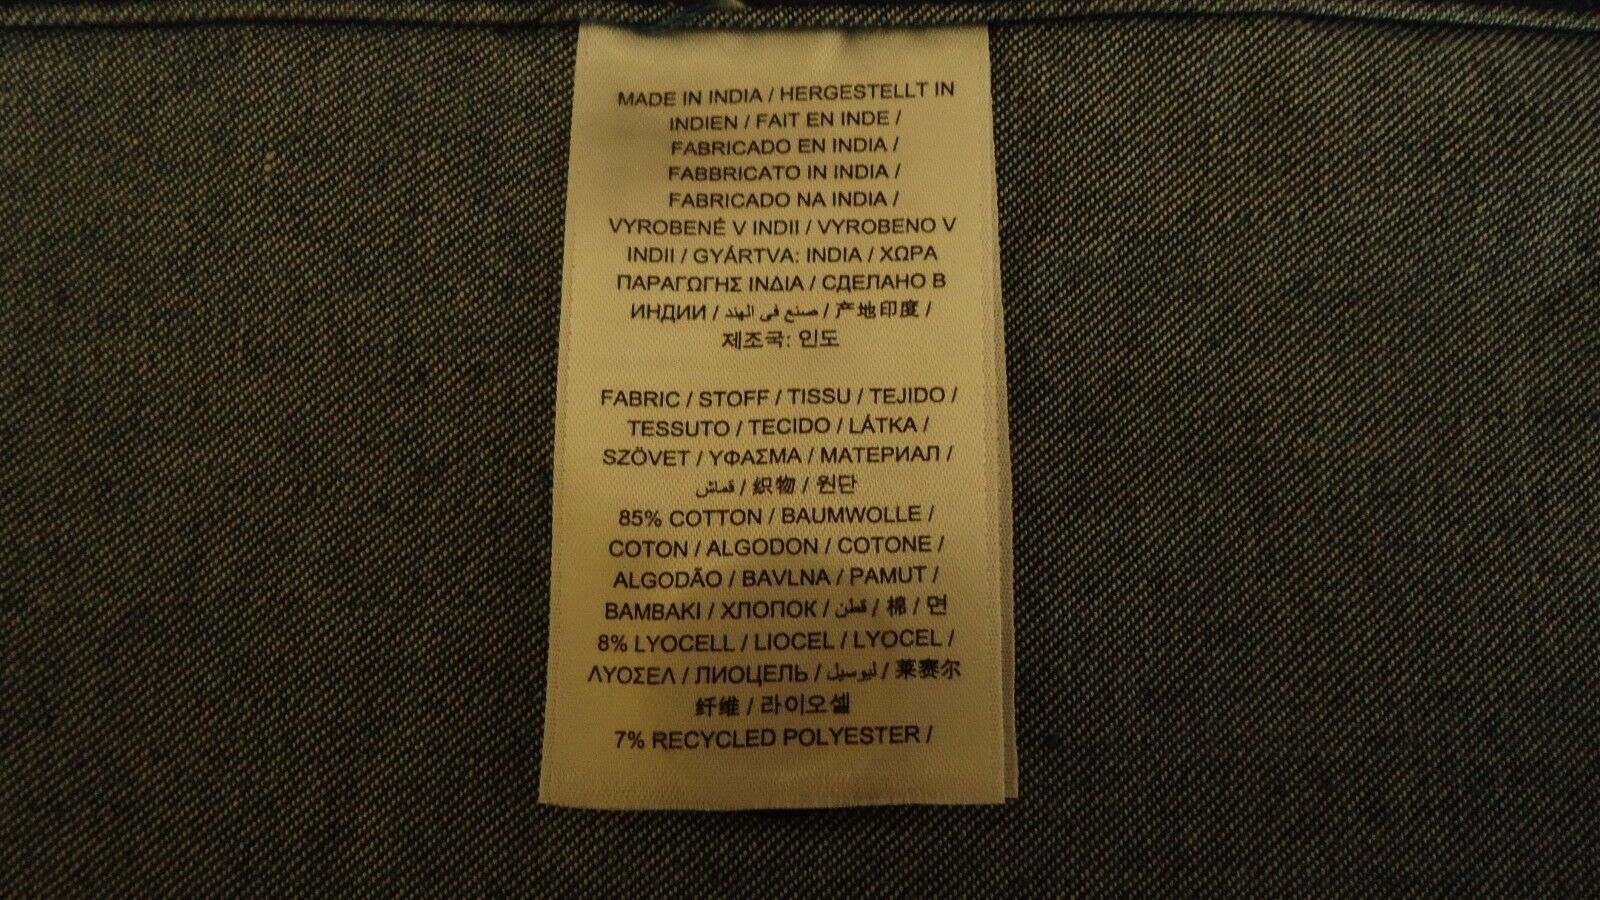 MADE IN INDIA / HERGESTELLT IN
INDIEN / FAIT EN INDE /
FABRICADO EN INDIA /
FABBRICATO IN INDIA /
FABRICADO NA INDIA /
VYROBENÉ V INDII / VYROBENO V
INDII / GYÁRTVA: INDIA / ΧΩΡΑ
ΠΑΡΑΓΩΓΗΣ ΙΝΔΙΑ / СДЕЛАНО В
ИНДИИ / صنع في الهند / 产地印度 /
제조국: 인도
FABRIC / STOFF / TISSU / TEJIDO /
TESSUTO / TECIDO / LÁTKA /
SZÖVET / ΥΦΑΣΜΑ / МАТЕРИАЛ /
قماش / 织物 / 원단
85% COTTON / BAUMWOLLE /
COTON / ALGODON / COTONE /
ALGODÃO / BAVLNA / PAMUT /
BAMBAKI / ХЛОПОК / قطن / 棉 / 면
8% LYOCELL / LIOCEL / LYOCEL /
ΛΥΟΣΕΛ / ЛИОЦЕЛЬ / ليوسيل / 莱赛尔
纤维 / 라이오셀
7% RECYCLED POLYESTER /